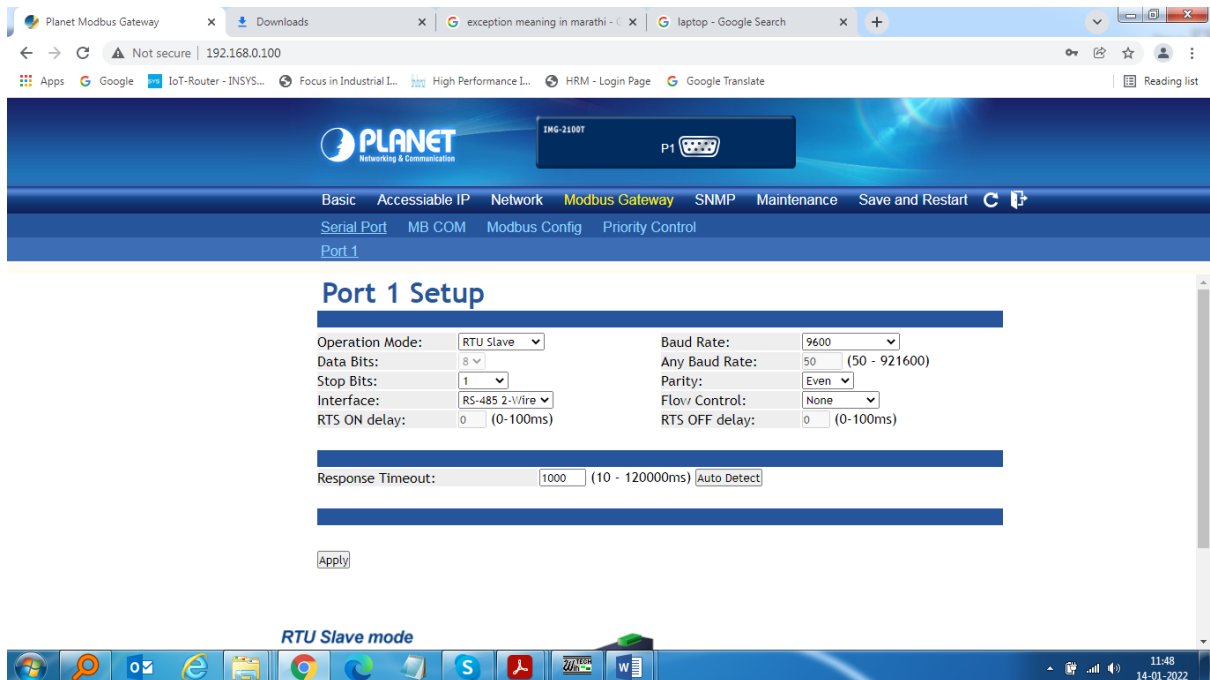 Planet Modbus Gateway
Downloads
exception meaning in marathi - G
laptop - Google Search
Not secure | 192.168.0.100
Apps Google IoT-Router - INSYS... Focus in Industrial I... High Performance I... HRM - Login Page Google Translate Reading list
PLANET
Networking & Communication
IMG-2100T
P1
Basic Accessiable IP Network Modbus Gateway SNMP Maintenance Save and Restart
Serial Port MB COM Modbus Config Priority Control
Port 1
Port 1 Setup
Operation Mode: RTU Slave Baud Rate: 9600
Data Bits: 8 Any Baud Rate: 50 (50 - 921600)
Stop Bits: 1 Parity: Even
Interface: RS-485 2-Wire Flow Control: None
RTS ON delay: 0 (0-100ms) RTS OFF delay: 0 (0-100ms)
Response Timeout: 1000 (10 - 120000ms) Auto Detect
Apply
RTU Slave mode
11:48
14-01-2022